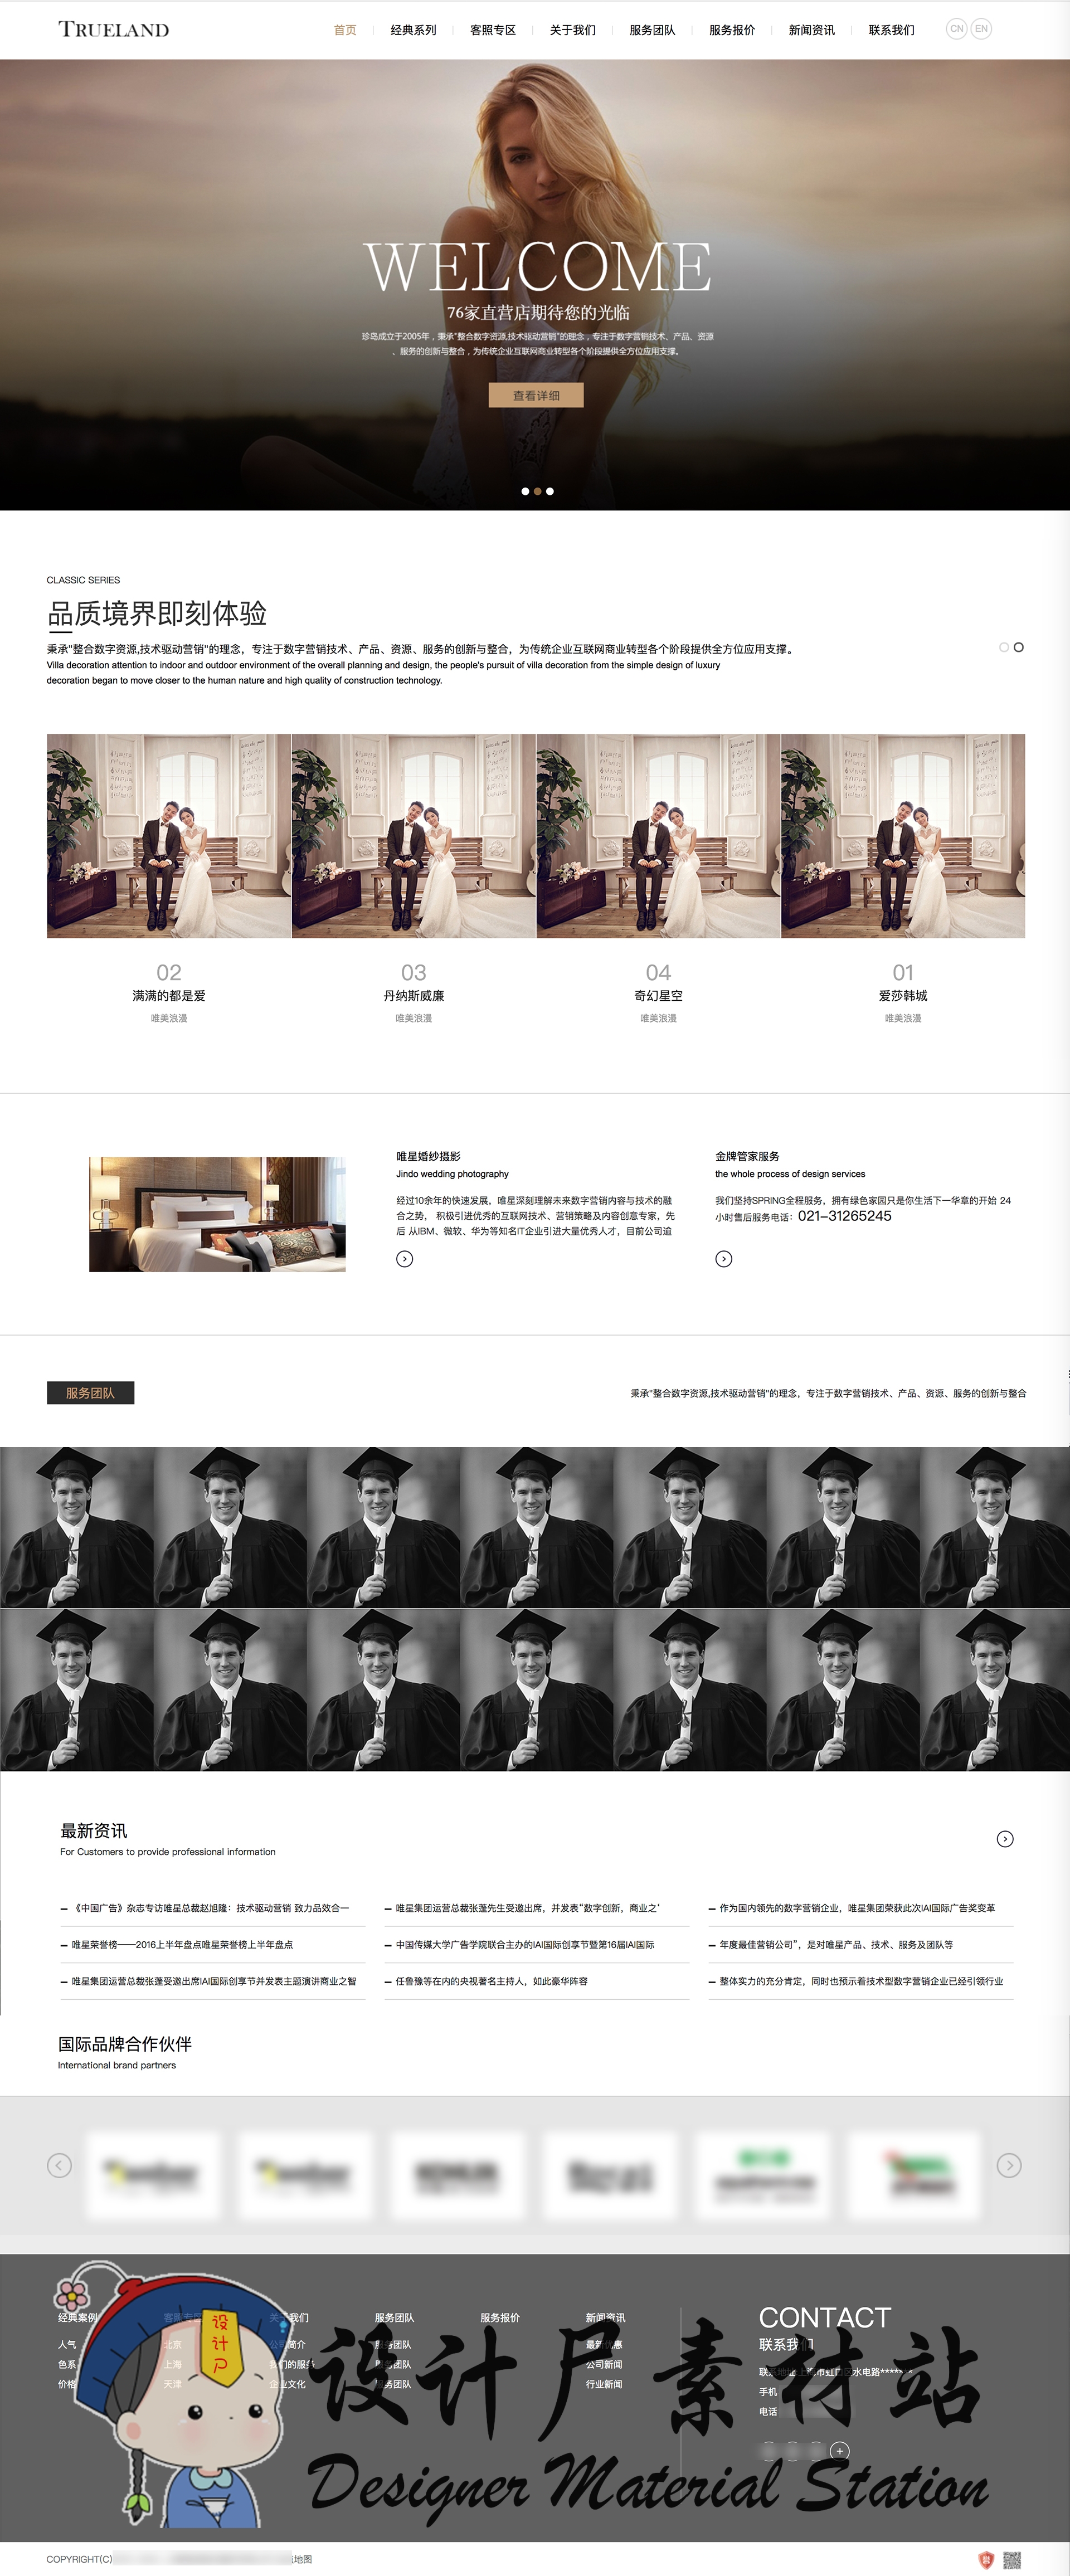 TRUELAND
首页
经典系列
客照专区
关于我们
服务团队
服务报价
新闻资讯
联系我们
CN
EN
WELCOME
76家直营店期待您的光临
珍岛成立于2005年，秉承"整合数字资源,技术驱动营销"的理念，专注于数字营销技术、产品、资源
、服务的创新与整合，为传统企业互联网商业转型各个阶段提供全方位应用支撑。
查看详细
CLASSIC SERIES
品质境界即刻体验
秉承"整合数字资源,技术驱动营销"的理念，专注于数字营销技术、产品、资源、服务的创新与整合，为传统企业互联网商业转型各个阶段提供全方位应用支撑。
Villa decoration attention to indoor and outdoor environment of the overall planning and design, the people's pursuit of villa decoration from the simple design of luxury
decoration began to move closer to the human nature and high quality of construction technology.
02
满满的都是爱
唯美浪漫
03
丹纳斯威廉
唯美浪漫
04
奇幻星空
唯美浪漫
01
爱莎韩城
唯美浪漫
唯星婚纱摄影
Jindo wedding photography
经过10余年的快速发展，唯星深刻理解未来数字营销内容与技术的融
合之势， 积极引进优秀的互联网技术、营销策略及内容创意专家，先
后 从IBM、微软、华为等知名IT企业引进大量优秀人才，目前公司逾
金牌管家服务
the whole process of design services
我们坚持SPRING全程服务，拥有绿色家园只是你生活下一华章的开始 24
小时售后服务电话：021-31265245
服务团队
秉承"整合数字资源,技术驱动营销"的理念，专注于数字营销技术、产品、资源、服务的创新与整合
最新资讯
For Customers to provide professional information
《中国广告》杂志专访唯星总裁赵旭隆：技术驱动营销 致力品效合一
唯星集团运营总裁张蓬先生受邀出席，并发表"数字创新，商业之'
作为国内领先的数字营销企业，唯星集团荣获此次IAI国际广告奖变革
唯星荣誉榜——2016上半年盘点唯星荣誉榜上半年盘点
中国传媒大学广告学院联合主办的IAI国际创享节暨第16届IAI国际
年度最佳营销公司"，是对唯星产品、技术、服务及团队等
唯星集团运营总裁张蓬受邀出席IAI国际创享节并发表主题演讲商业之智
任鲁豫等在内的央视著名主持人，如此豪华阵容
整体实力的充分肯定，同时也预示着技术型数字营销企业已经引领行业
国际品牌合作伙伴
International brand partners
经典案例
人气
色系
价格
北京
上海
天津
关于我们
公司简介
我们的服务
企业文化
服务团队
服务团队
服务团队
服务团队
服务报价
新闻资讯
最新优惠
公司新闻
行业新闻
CONTACT
联系我们
联系地址:上海市虹口区水电路*******
手机
电话
设计尸
设计尸素材站
Designer Material Station
COPYRIGHT(C)
地图